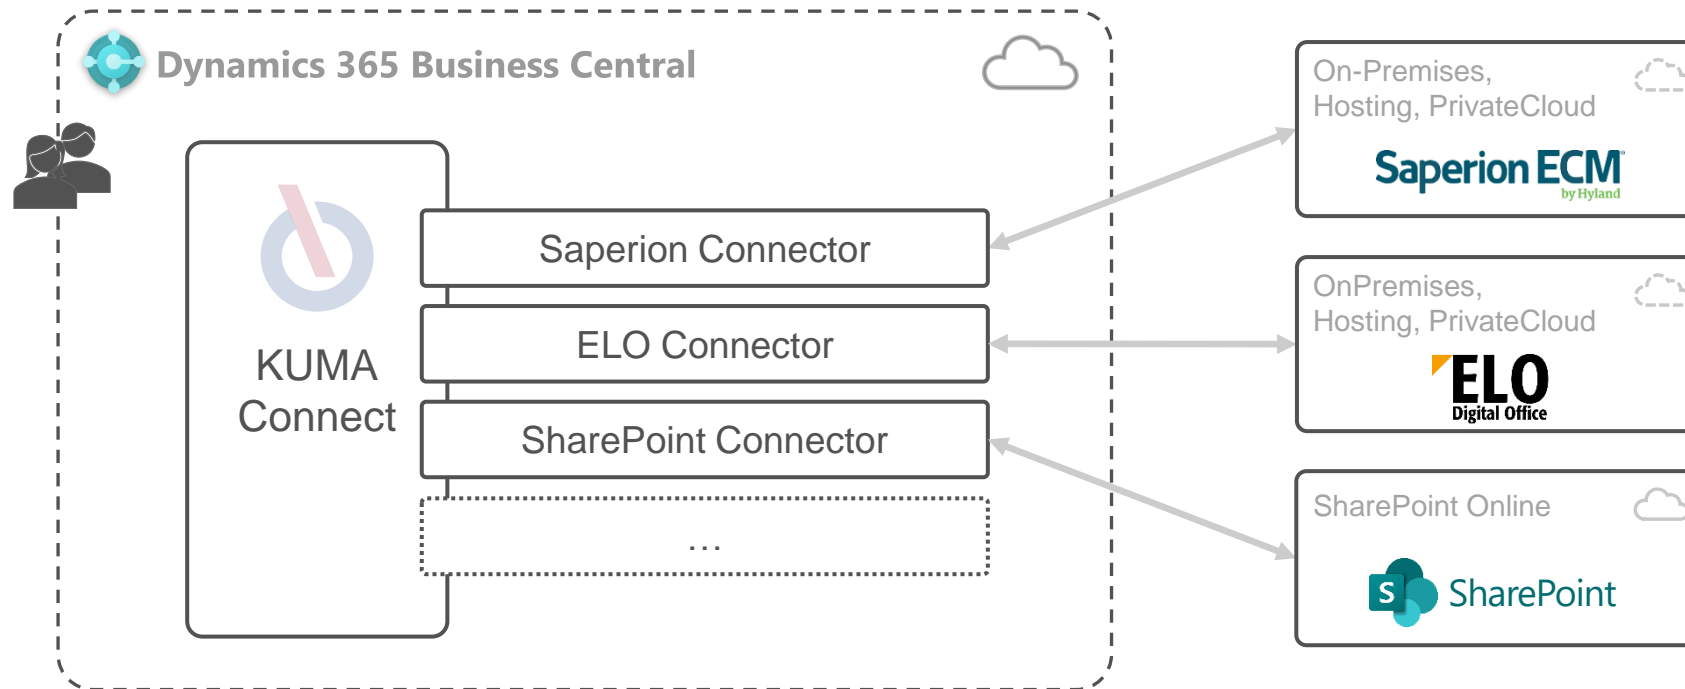 Dynamics 365 Business Central
KUMA
Connect
Saperion Connector
ELO Connector
SharePoint Connector
...
On-Premises,
Hosting, PrivateCloud
Saperion ECM
by Hyland
OnPremises,
Hosting, PrivateCloud
ELO
Digital Office
SharePoint Online
S
SharePoint